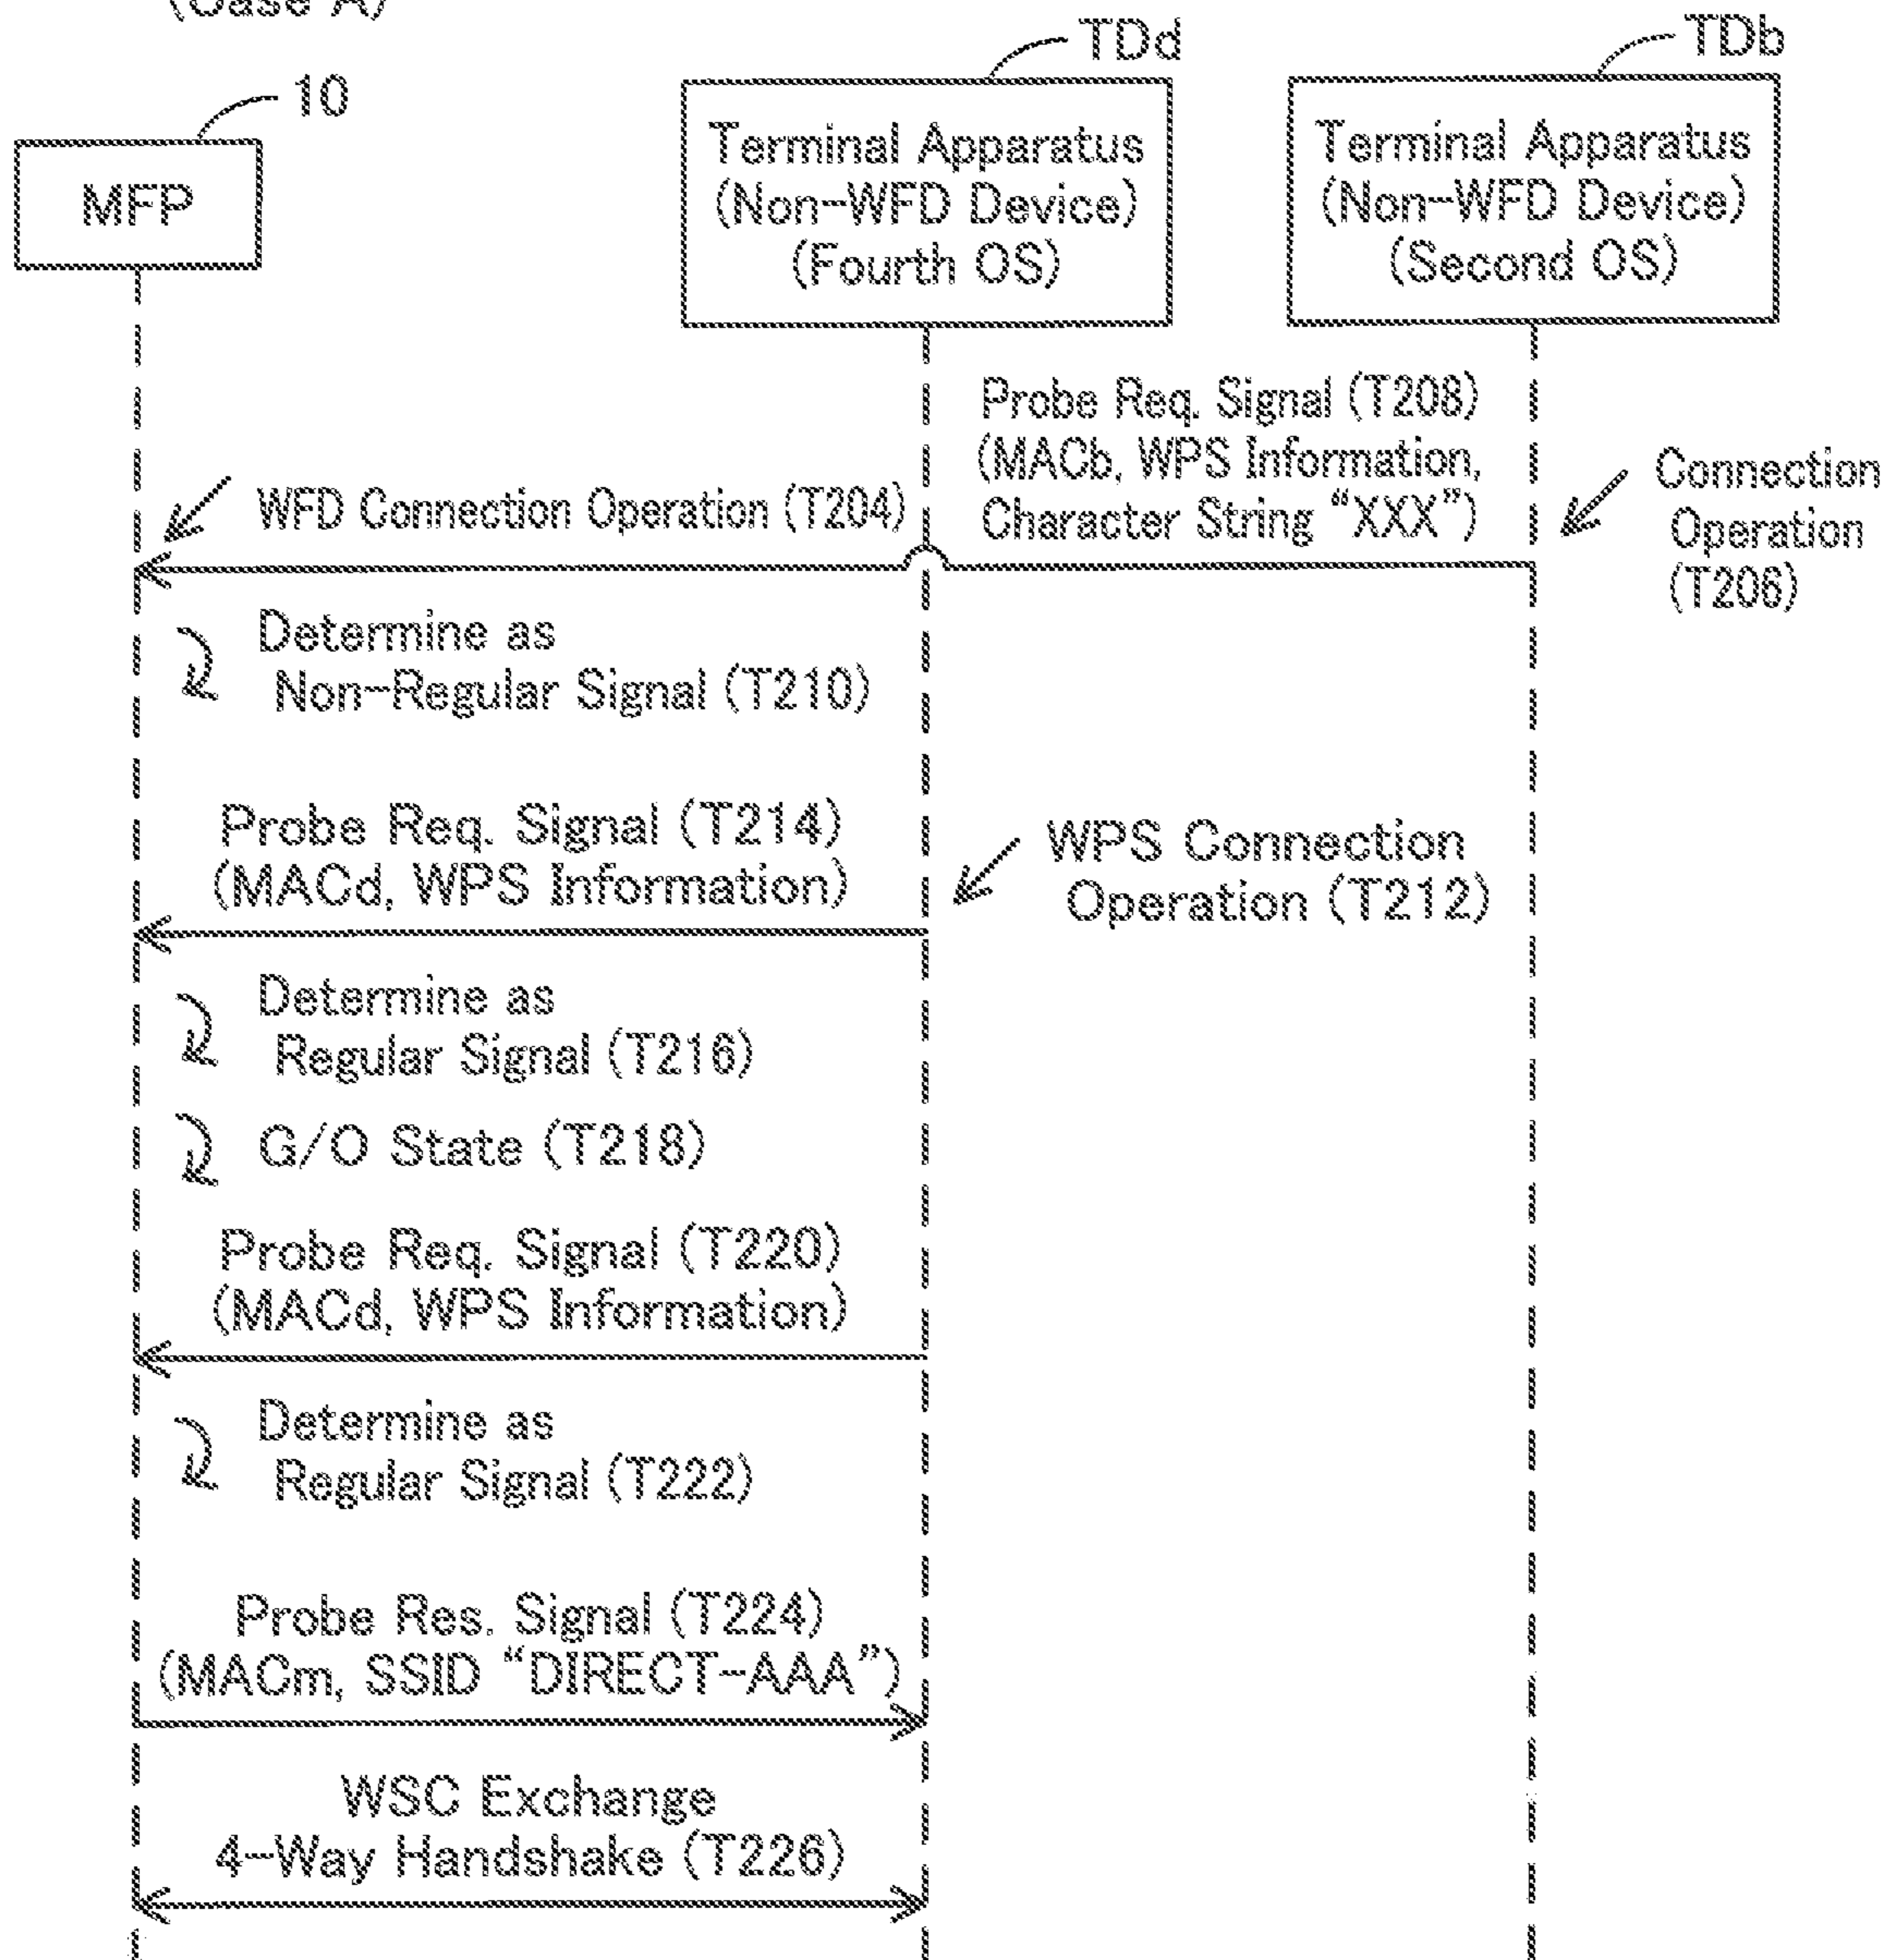 (Case A)
10
MFP
TDd
Terminal Apparatus
(Non-WFD Device)
(Fourth OS)
TDb
Terminal Apparatus
(Non-WFD Device)
(Second OS)
Probe Req. Signal (T208)
(MACb, WPS Information,
Character String “XXX”)
WFD Connection Operation (T204)
Connection
Operation
(T206)
Determine as
Non-Regular Signal (T210)
Probe Req. Signal (T214)
(MACd, WPS Information)
WPS Connection
Operation (T212)
Determine as
Regular Signal (T216)
G/O State (T218)
Probe Req. Signal (T220)
(MACd, WPS Information)
Determine as
Regular Signal (T222)
Probe Res. Signal (T224)
(MACm, SSID “DIRECT-AAA”)
WSC Exchange
4-Way Handshake (T226)